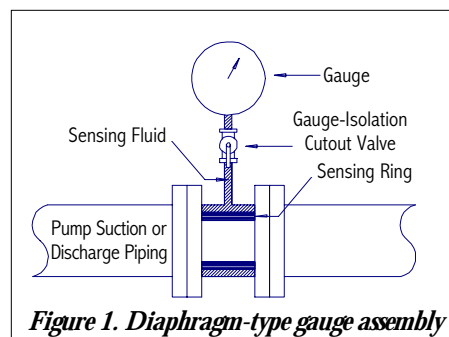 Gauge
Gauge-Isolation
Cutout Valve
Sensing Fluid
Sensing Ring
Pump Suction or
Discharge Piping
Figure 1. Diaphragm-type gauge assembly